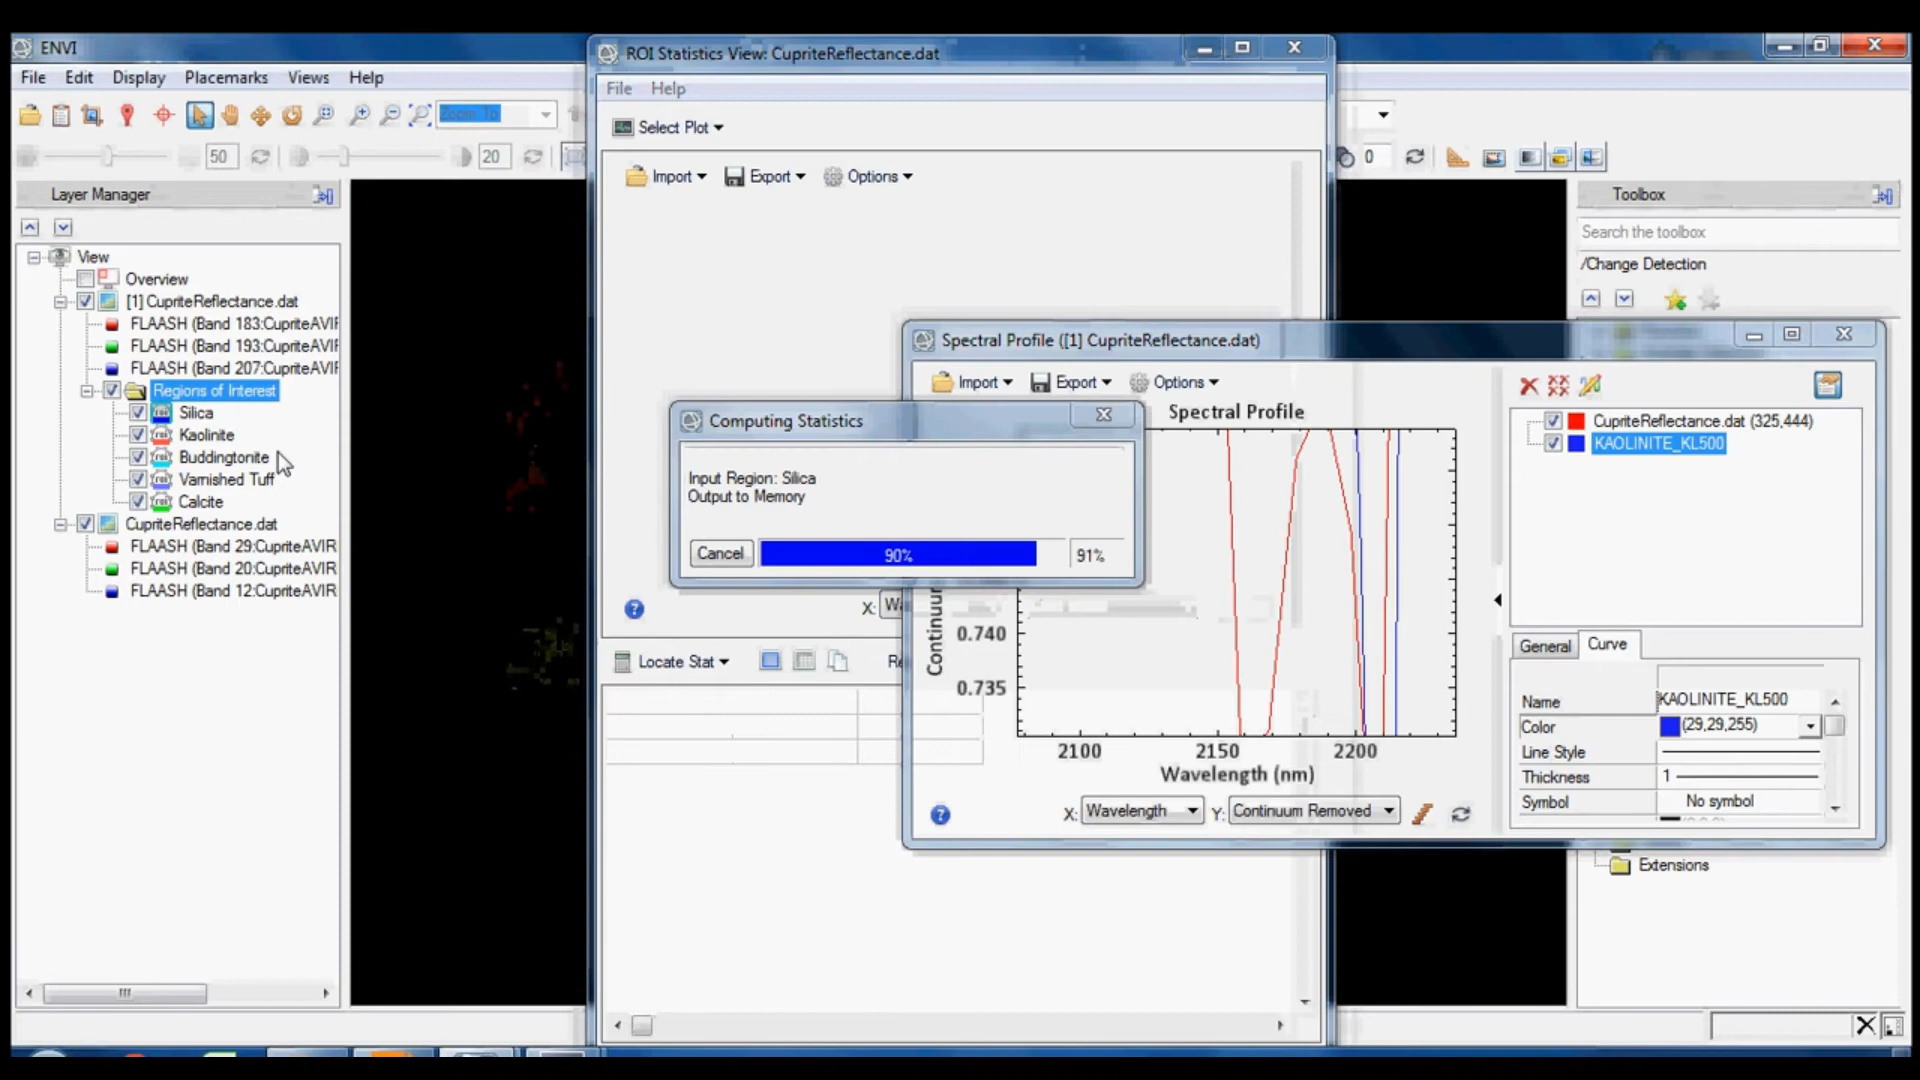 ENVI
File Edit Display Placemarks Views Help
50
20
Layer Manager
View
Overview
[1] CupriteReflectance.dat
FLAASH (Band 183:CupriteAVIF
FLAASH (Band 193:CupriteAVIF
FLAASH (Band 207:CupriteAVIF
Regions of Interest
Silica
Kaolinite
Buddingtonite
Varnished Tuff
Calcite
CupriteReflectance.dat
FLAASH (Band 29:CupriteAVIR
FLAASH (Band 20:CupriteAVIR
FLAASH (Band 12:CupriteAVIR
ROI Statistics View: CupriteReflectance.dat
File Help
Select Plot
Import Export Options
X:
Locate Stat
Computing Statistics
Input Region: Silica
Output to Memory
Cancel 90% 91%
Spectral Profile ([1] CupriteReflectance.dat)
Import Export Options
Spectral Profile
Continuum
0.740
0.735
2100 2150 2200
Wavelength (nm)
X: Wavelength Y: Continuum Removed
CupriteReflectance.dat (325,444)
KAOLINITE_KL500
General Curve
Name KAOLINITE_KL500
Color (29,29,255)
Line Style
Thickness 1
Symbol No symbol
0
Toolbox
Search the toolbox
/Change Detection
Extensions